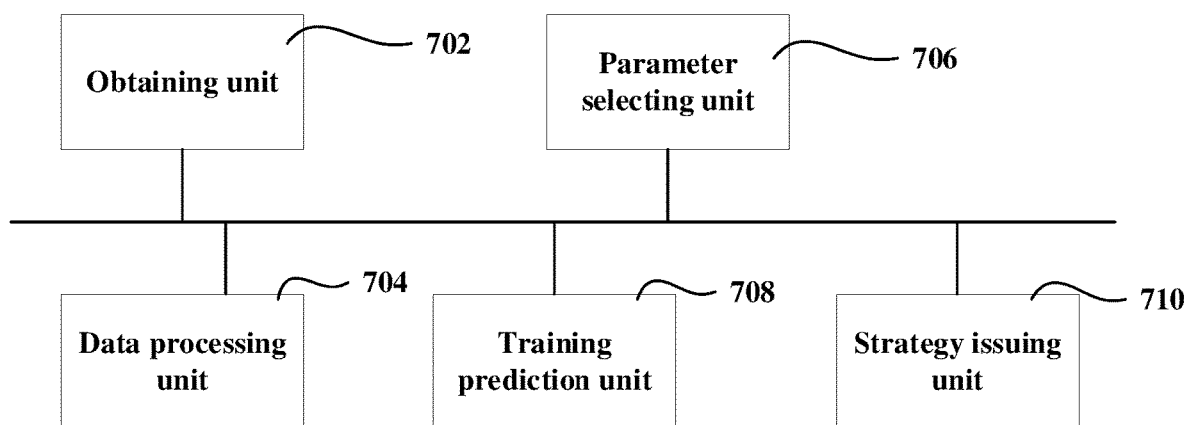 Obtaining unit
702
Parameter
selecting unit
706
Data processing
unit
704
Training
prediction unit
708
Strategy issuing
unit
710